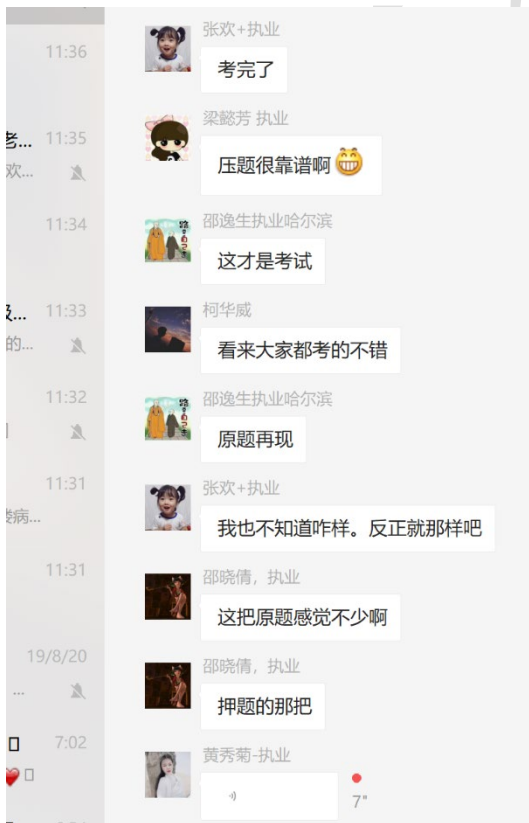 11:36
老... 11:35
欢...
11:34
及... 11:33
的...
11:32
11:31
娄病...
11:31
19/8/20
...
7:02
张欢+执业
考完了
梁懿芳 执业
压题很靠谱啊
邵逸生执业哈尔滨
这才是考试
柯华威
看来大家都考的不错
邵逸生执业哈尔滨
原题再现
张欢+执业
我也不知道咋样。反正就那样吧
邵晓倩，执业
这把原题感觉不少啊
邵晓倩，执业
押题的那把
黄秀菊-执业
7"